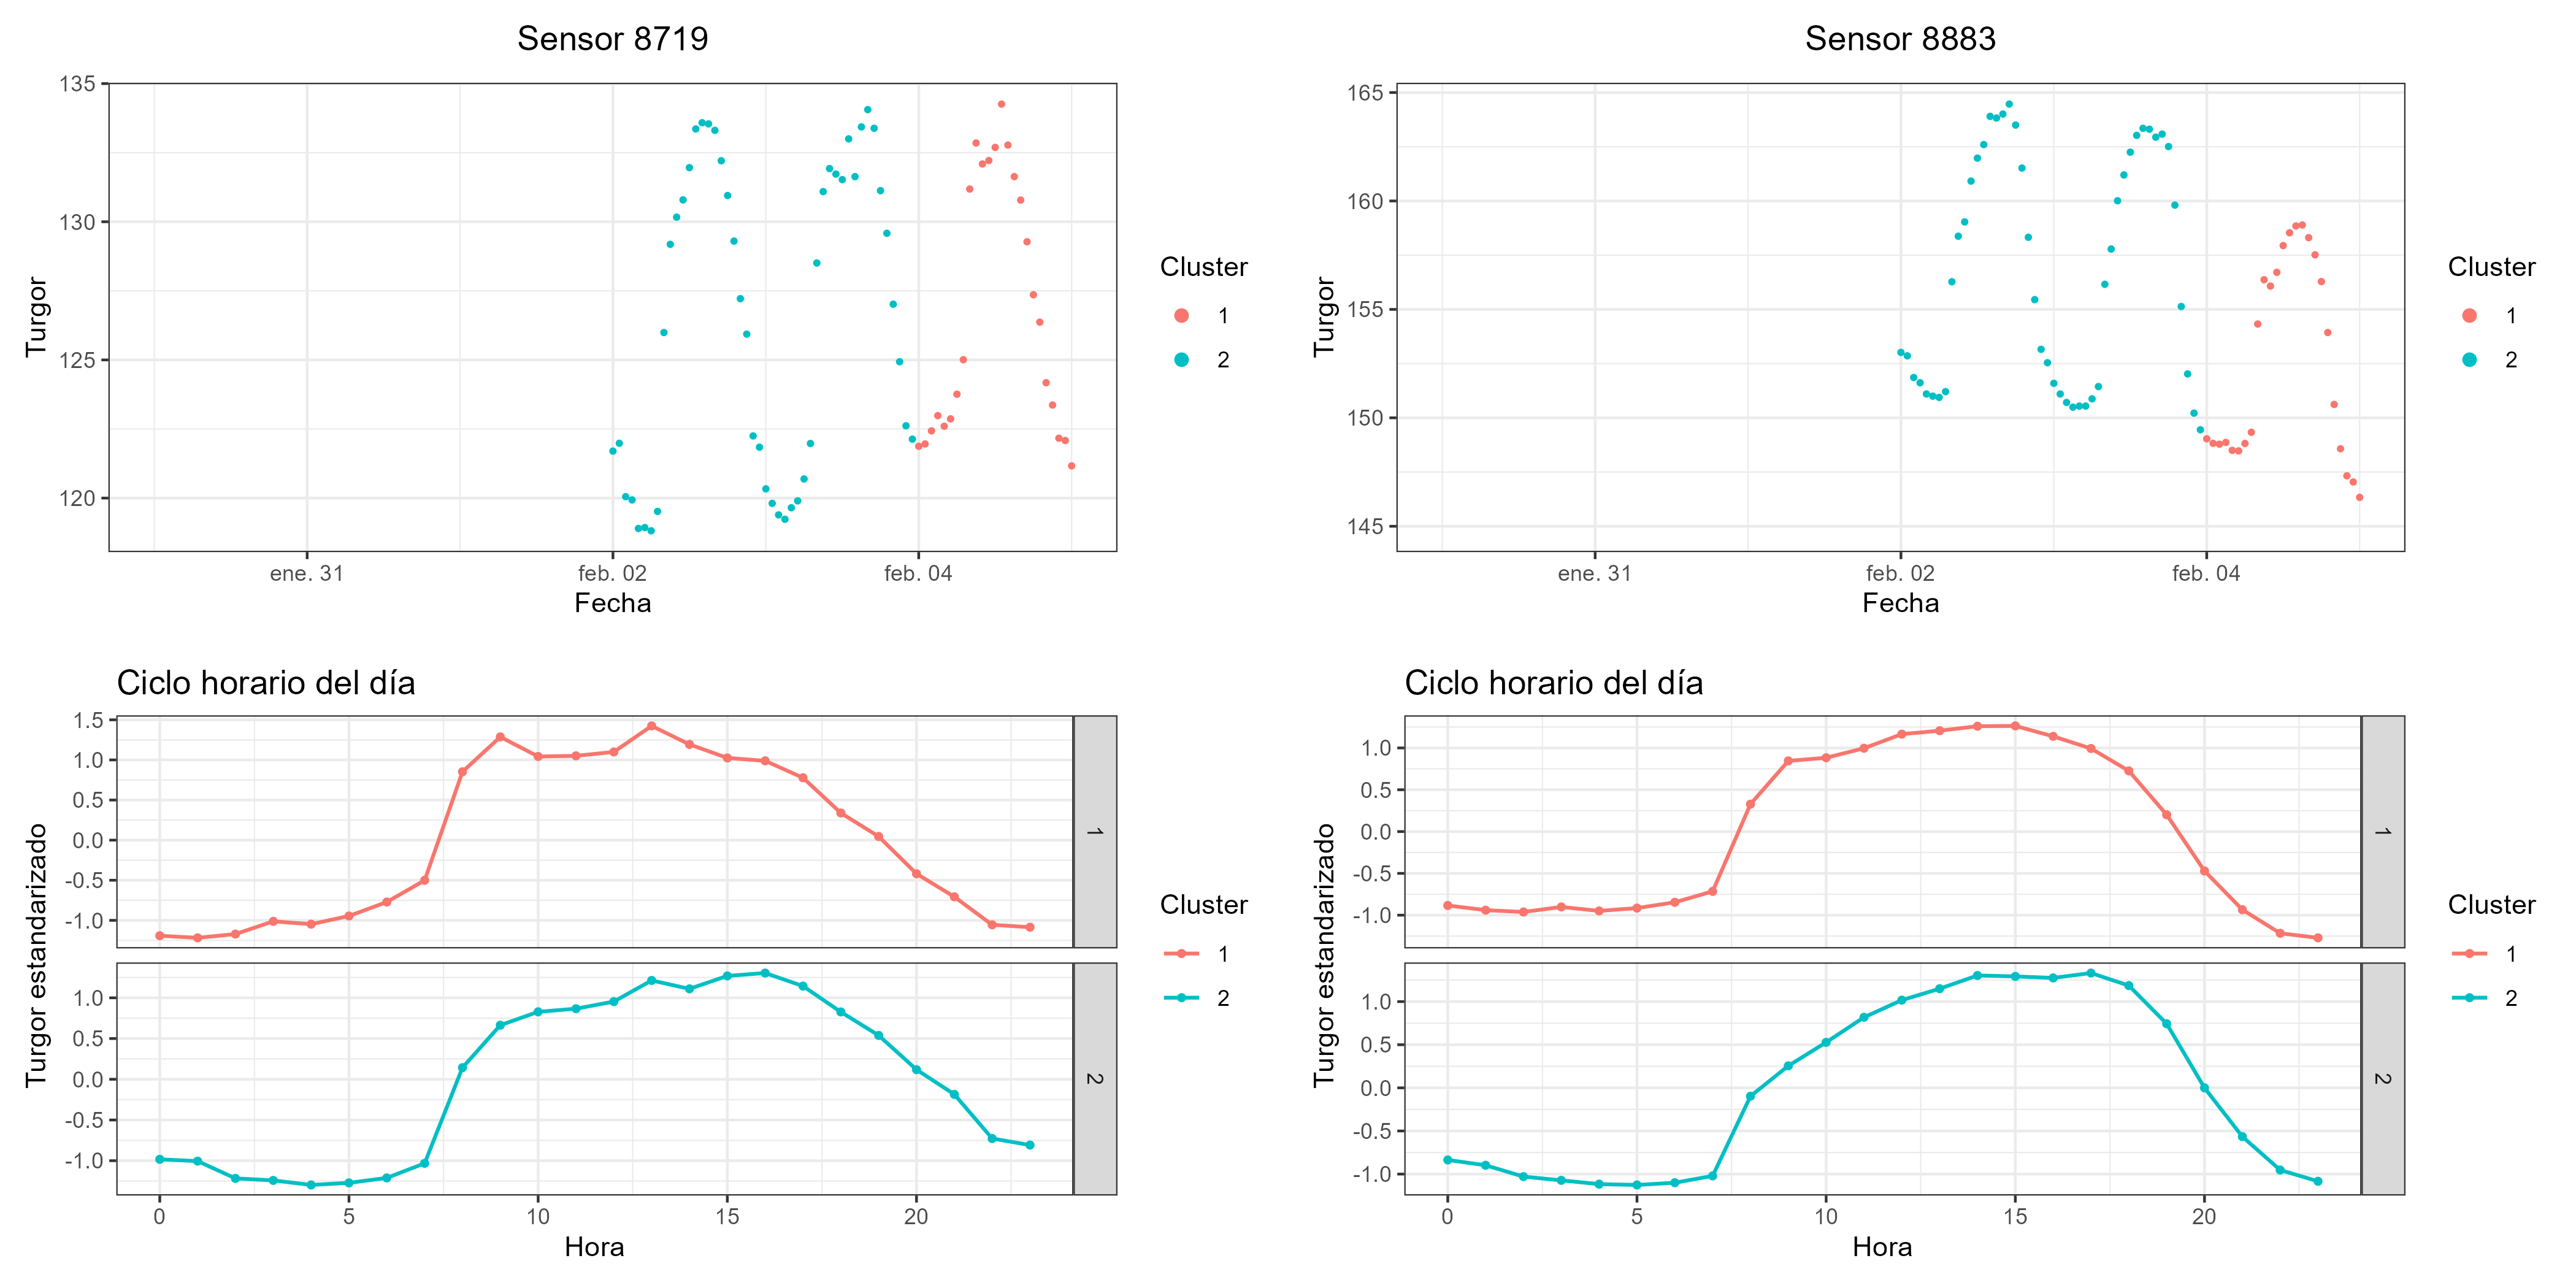 Sensor 8719
135
130
125
120
Turgor
ene. 31
feb. 02
feb. 04
Fecha
Cluster
1
2
Sensor 8883
165
160
155
150
145
Turgor
ene. 31
feb. 02
feb. 04
Fecha
Cluster
1
2
Ciclo horario del día
1.5
1.0
0.5
0.0
-0.5
-1.0
1
1.0
0.5
0.0
-0.5
-1.0
2
Turgor estandarizado
0
5
10
15
20
Hora
Cluster
1
2
Ciclo horario del día
1.0
0.5
0.0
-0.5
-1.0
1
1.0
0.5
0.0
-0.5
-1.0
2
Turgor estandarizado
0
5
10
15
20
Hora
Cluster
1
2